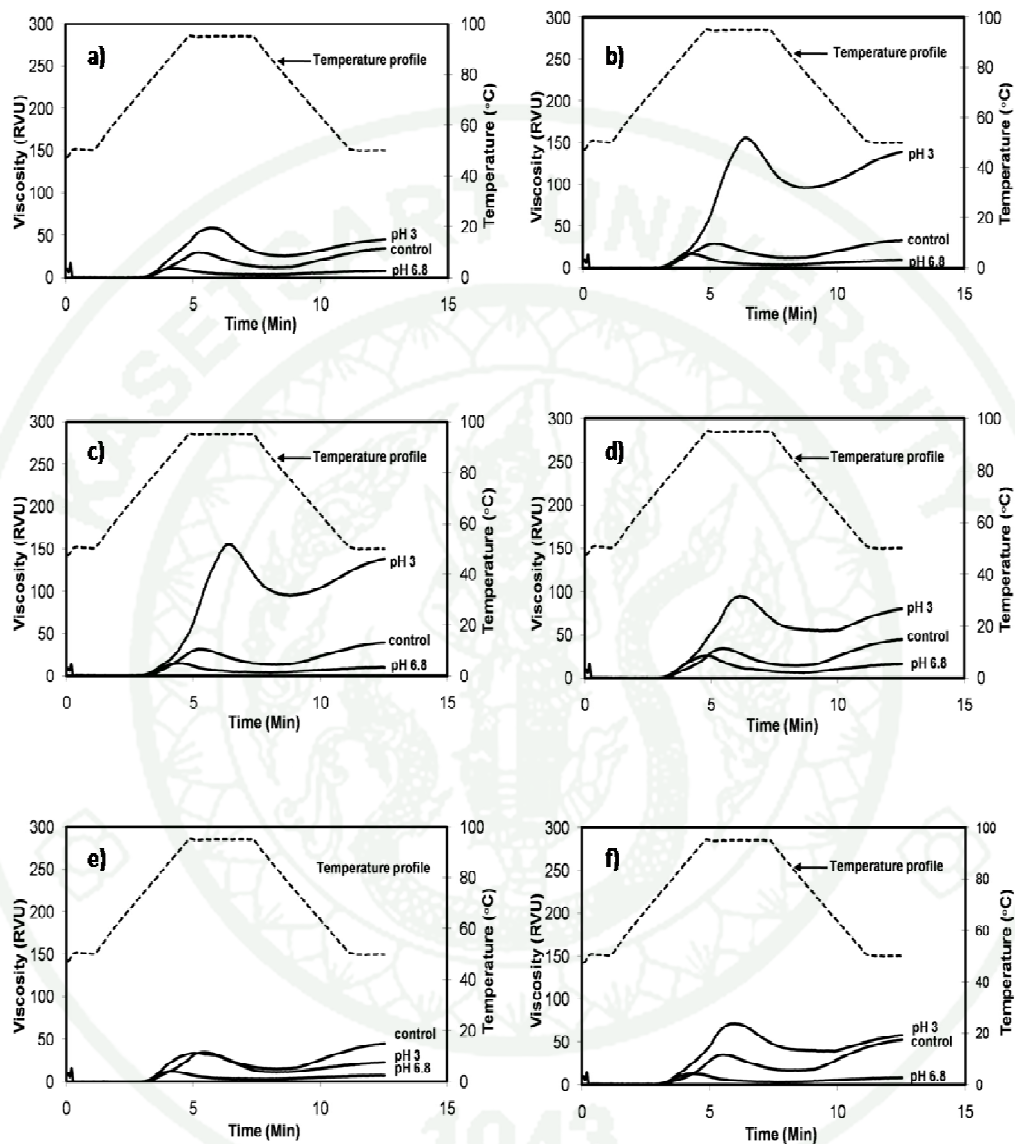 a)
300
250
200
150
100
50
0
Viscosity (RVU)
100
80
60
40
20
0
Temperature (°C)
Temperature profile
pH 3
control
pH 6.8
0 5 10 15
Time (Min)
b)
300
250
200
150
100
50
0
Viscosity (RVU)
100
80
60
40
20
0
Temperature (°C)
Temperature profile
pH 3
control
pH 6.8
0 5 10 15
Time (Min)
c)
300
250
200
150
100
50
0
Viscosity (RVU)
100
80
60
40
20
0
Temperature (°C)
Temperature profile
pH 3
control
pH 6.8
0 5 10 15
Time (Min)
d)
300
250
200
150
100
50
0
Viscosity (RVU)
100
80
60
40
20
0
Temperature (°C)
Temperature profile
pH 3
control
pH 6.8
0 5 10 15
Time (Min)
e)
300
250
200
150
100
50
0
Viscosity (RVU)
100
80
60
40
20
0
Temperature (°C)
Temperature profile
control
pH 3
pH 6.8
0 5 10 15
Time (Min)
f)
300
250
200
150
100
50
0
Viscosity (RVU)
100
80
60
40
20
0
Temperature (°C)
Temperature profile
pH 3
control
pH 6.8
0 5 10 15
Time (Min)
KASETSART UNIVERSITY
1943